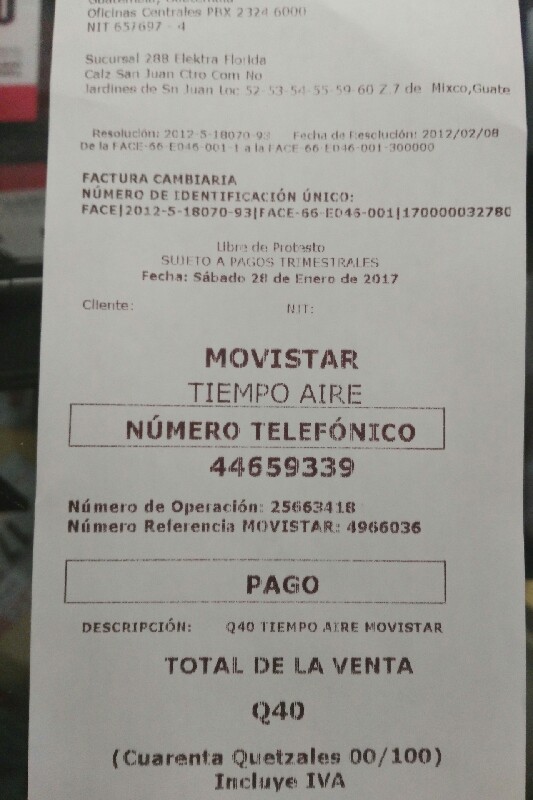 Oficinas Centrales PBX 2324 6000
NIT 657697 - 4
Sucursal 288 Elektra Florida
Calz San Juan Ctro Com No
Jardines de Sn Juan Loc 52-53-54-55-59-60 Z.7 de Mixco,Guate
Resolución: 2012-5-18070-93 Fecha de Resolución: 2012/02/08
De la FACE-66-E046-001-1 a la FACE-66-E046-001-300000
FACTURA CAMBIARIA
NÚMERO DE IDENTIFICACIÓN ÚNICO:
FACE|2012-5-18070-93|FACE-66-E046-001|170000032780
Libre de Protesto
SUJETO A PAGOS TRIMESTRALES
Fecha: Sábado 28 de Enero de 2017
Cliente: NIT:
MOVISTAR
TIEMPO AIRE
NÚMERO TELEFÓNICO
44659339
Número de Operación: 25663418
Número Referencia MOVISTAR: 4966036
PAGO
DESCRIPCIÓN: Q40 TIEMPO AIRE MOVISTAR
TOTAL DE LA VENTA
Q40
(Cuarenta Quetzales 00/100)
Incluye IVA